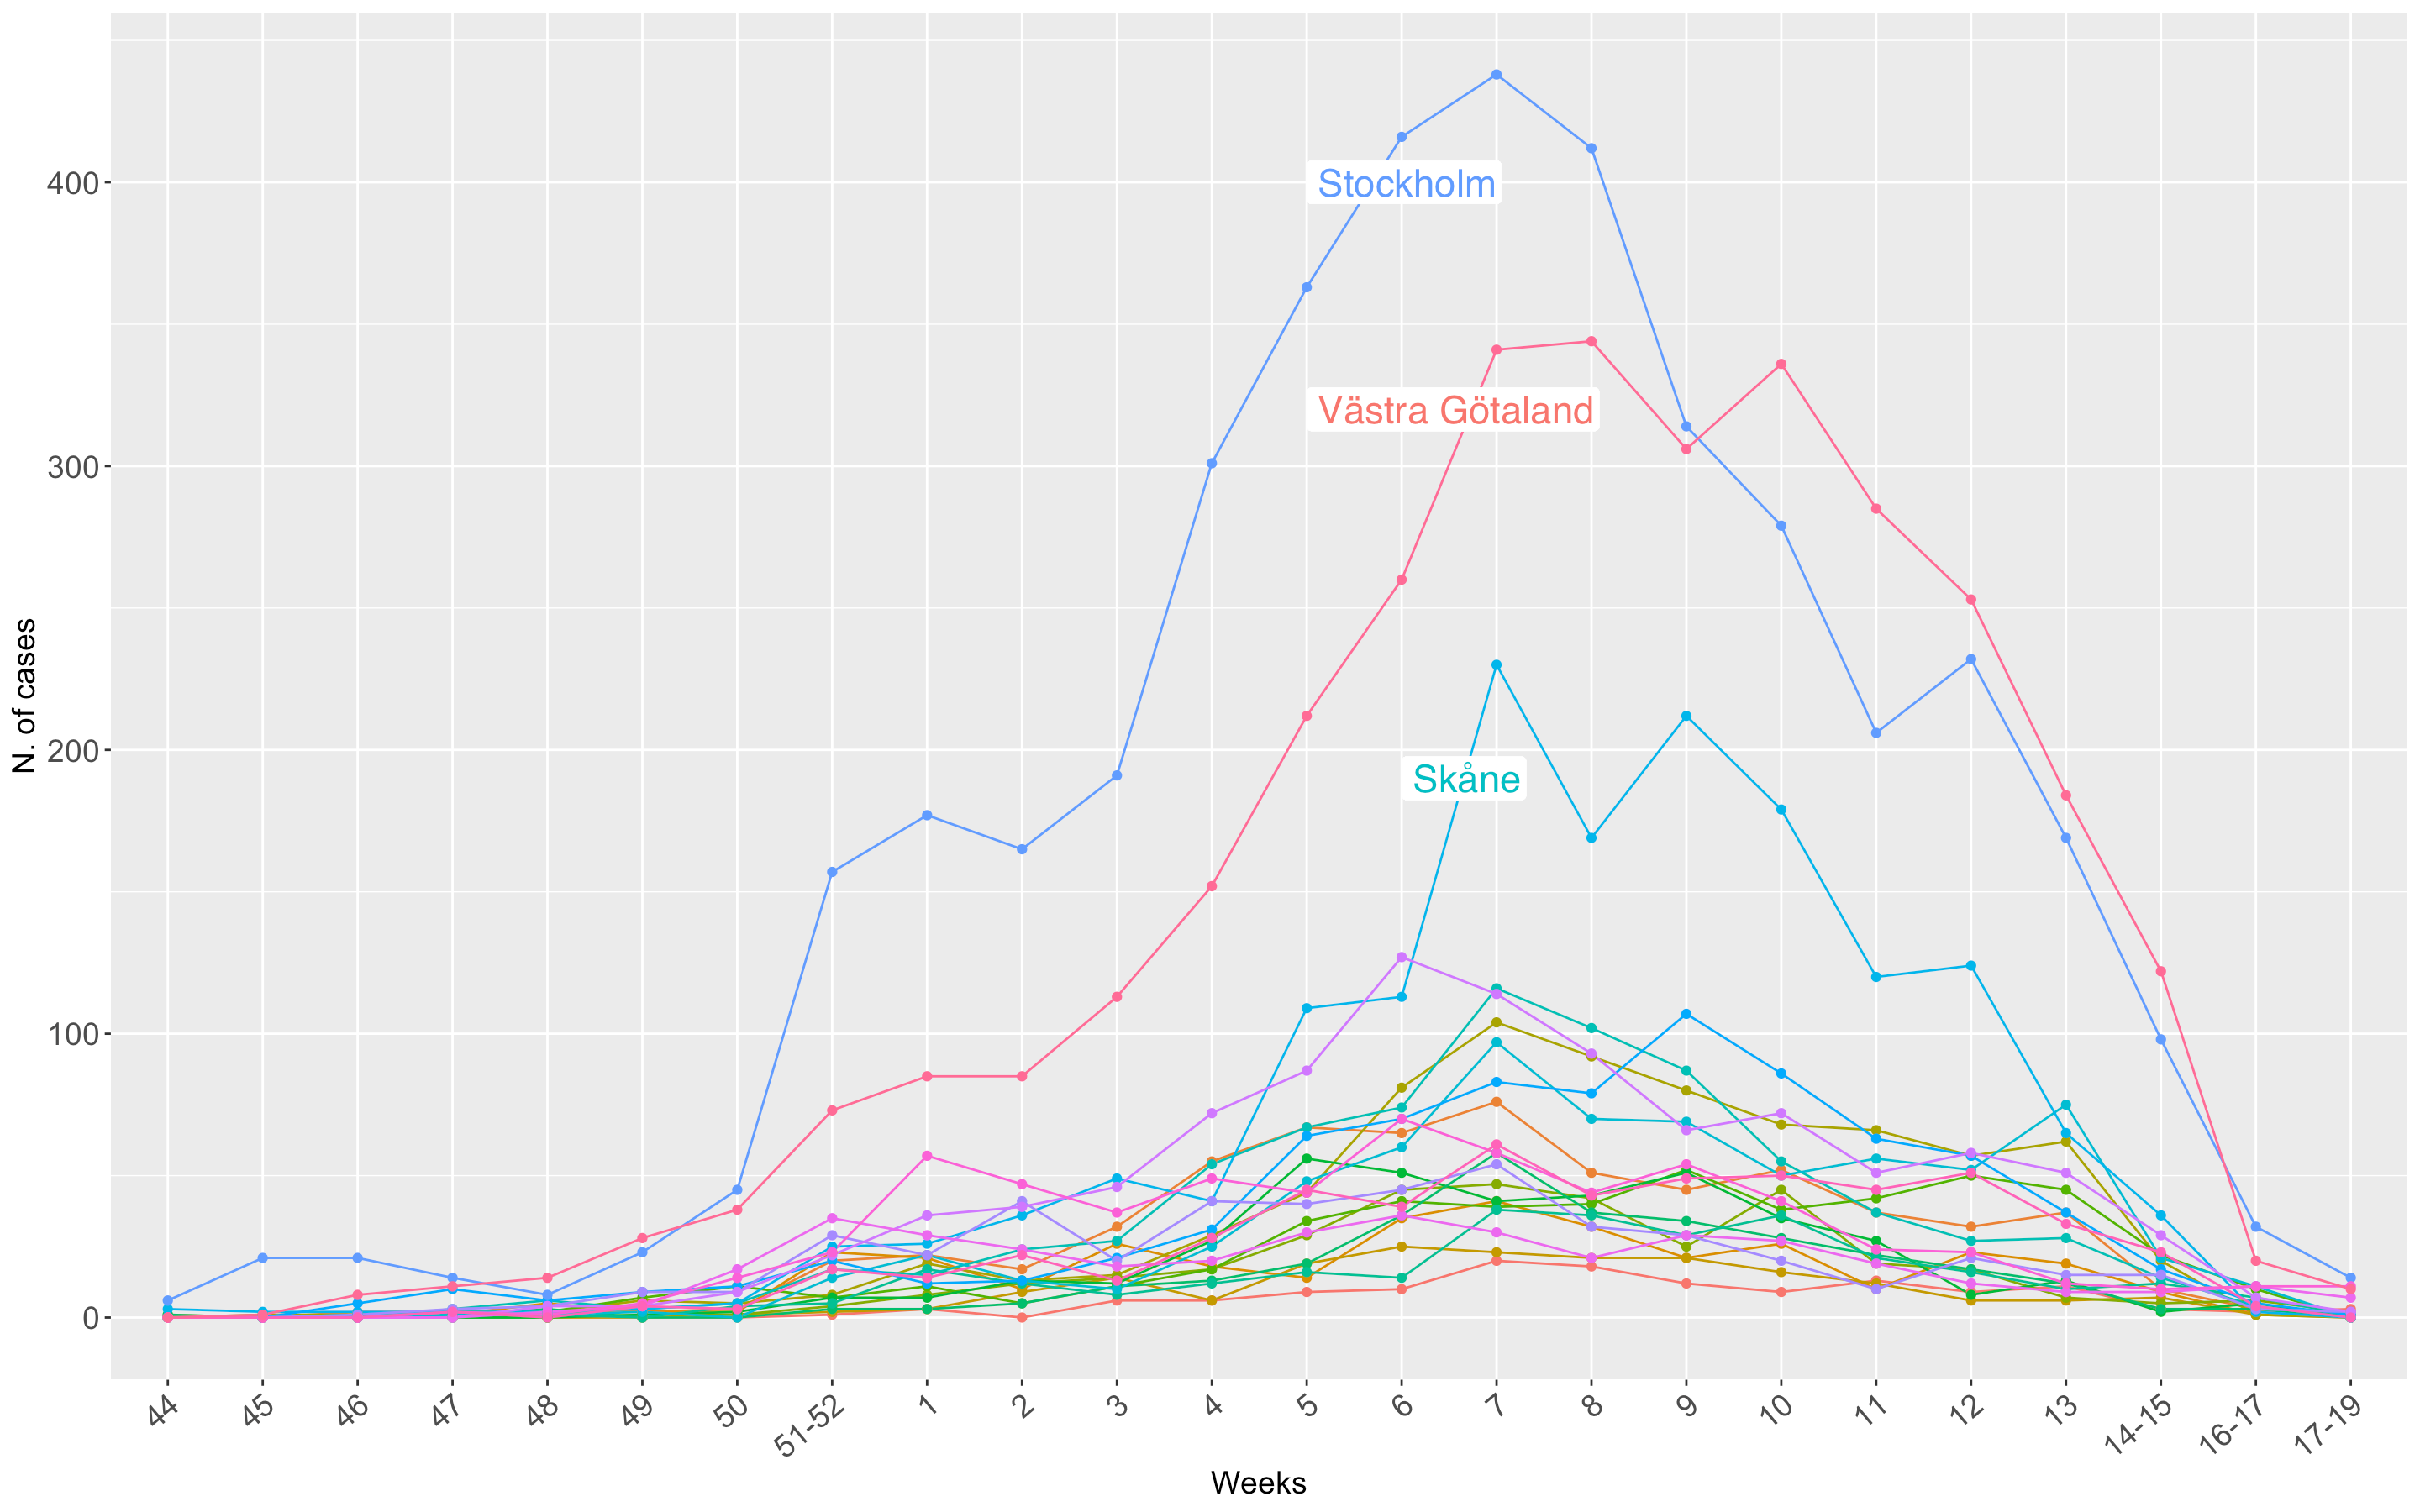 400
300
200
100
0
N. of cases
Stockholm
Västra Götaland
Skåne
44 45 46 47 48 49 50 51-52 1 2 3 4 5 6 7 8 9 10 11 12 13 14-15 16-17 17-19
Weeks